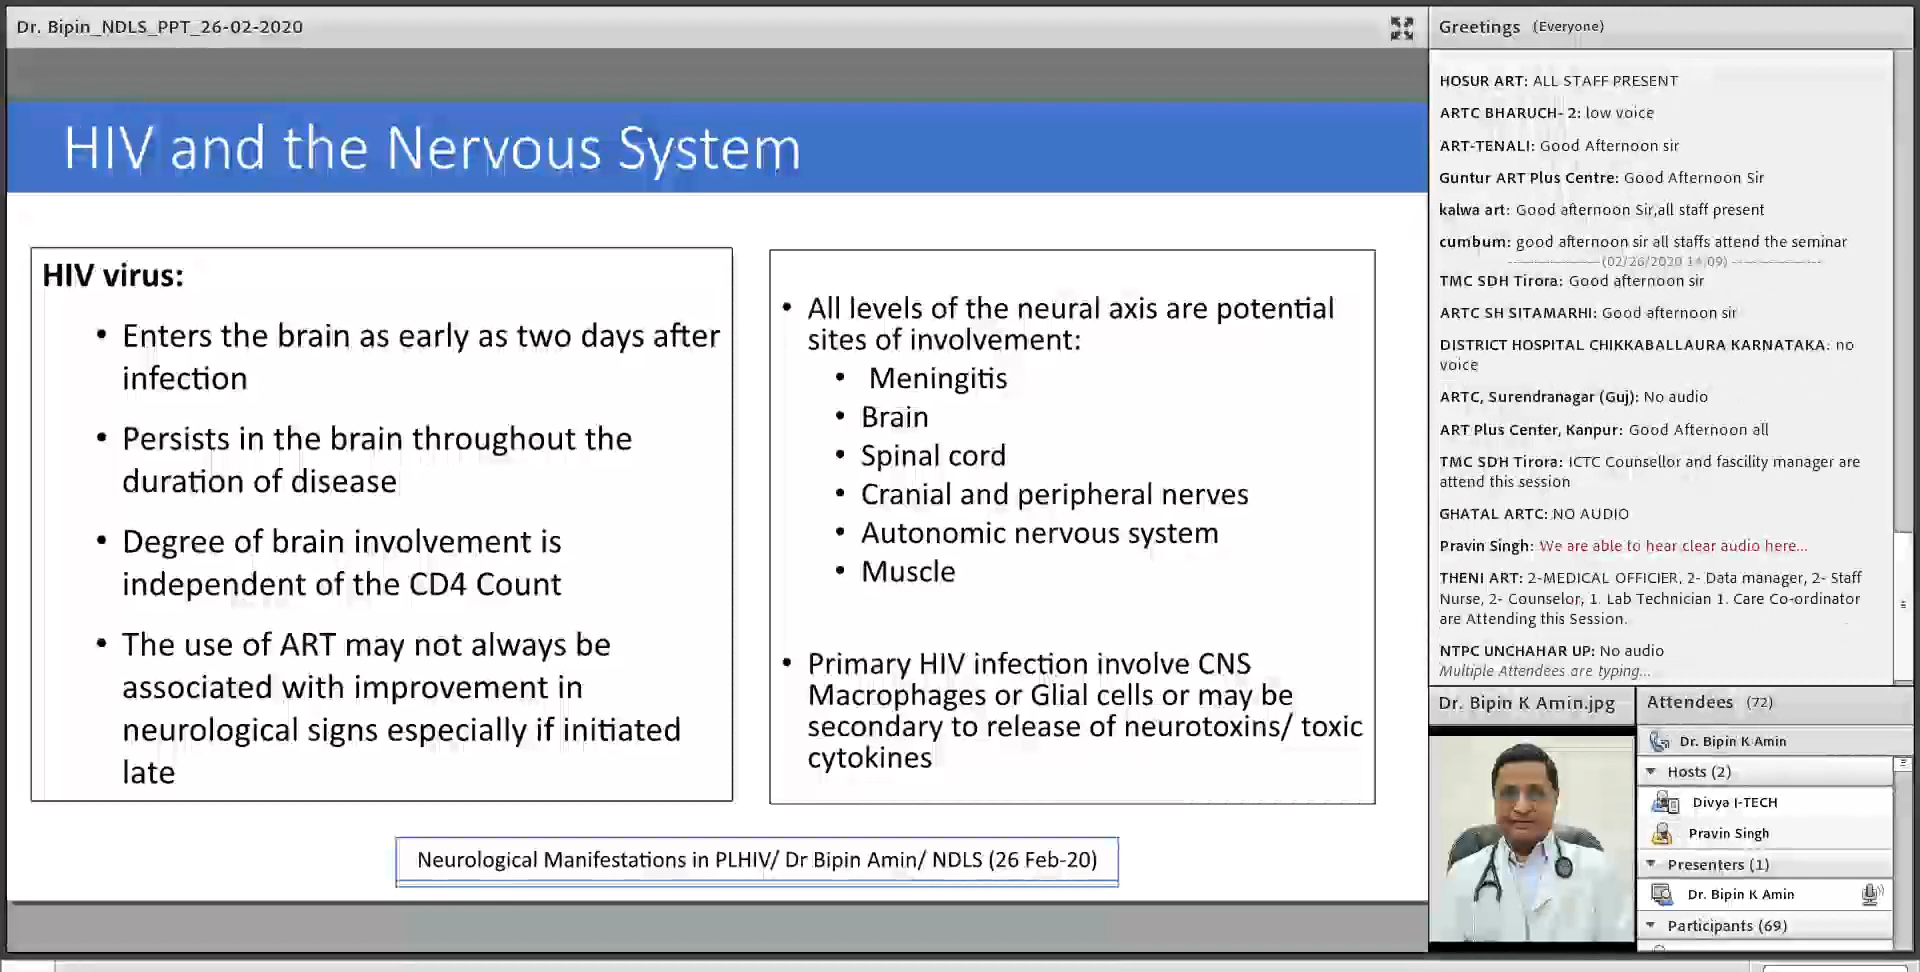 Dr. Bipin_NDLS_PPT_26-02-2020
HIV and the Nervous System
HIV virus:
• Enters the brain as early as two days after
infection
• Persists in the brain throughout the
duration of disease
• Degree of brain involvement is
independent of the CD4 Count
• The use of ART may not always be
associated with improvement in
neurological signs especially if initiated
late
• All levels of the neural axis are potential
sites of involvement:
• Meningitis
• Brain
• Spinal cord
• Cranial and peripheral nerves
• Autonomic nervous system
• Muscle
• Primary HIV infection involve CNS
Macrophages or Glial cells or may be
secondary to release of neurotoxins/ toxic
cytokines
Neurological Manifestations in PLHIV/ Dr Bipin Amin/ NDLS (26 Feb-20)
Greetings (Everyone)
HOSUR ART: ALL STAFF PRESENT
ARTC BHARUCH- 2: low voice
ART-TENALI: Good Afternoon sir
Guntur ART Plus Centre: Good Afternoon Sir
kalwa art: Good afternoon Sir,all staff present
cumbum: good afternoon sir all staffs attend the seminar
(02/26/2020 14:09)
TMC SDH Tirora: Good afternoon sir
ARTC SH SITAMARHI: Good afternoon sir
DISTRICT HOSPITAL CHIKKABALLAURA KARNATAKA: no
voice
ARTC, Surendranagar (Guj): No audio
ART Plus Center, Kanpur: Good Afternoon all
TMC SDH Tirora: ICTC Counsellor and fascility manager are
attend this session
GHATAL ARTC: NO AUDIO
Pravin Singh: We are able to hear clear audio here...
THENI ART: 2-MEDICAL OFFICIER, 2- Data manager, 2- Staff
Nurse, 2- Counselor, 1. Lab Technician 1. Care Co-ordinator
are Attending this Session.
NTPC UNCHAHAR UP: No audio
Multiple Attendees are typing...
Dr. Bipin K Amin.jpg
Attendees (72)
Dr. Bipin K Amin
Hosts (2)
Divya I-TECH
Pravin Singh
Presenters (1)
Dr. Bipin K Amin
Participants (69)